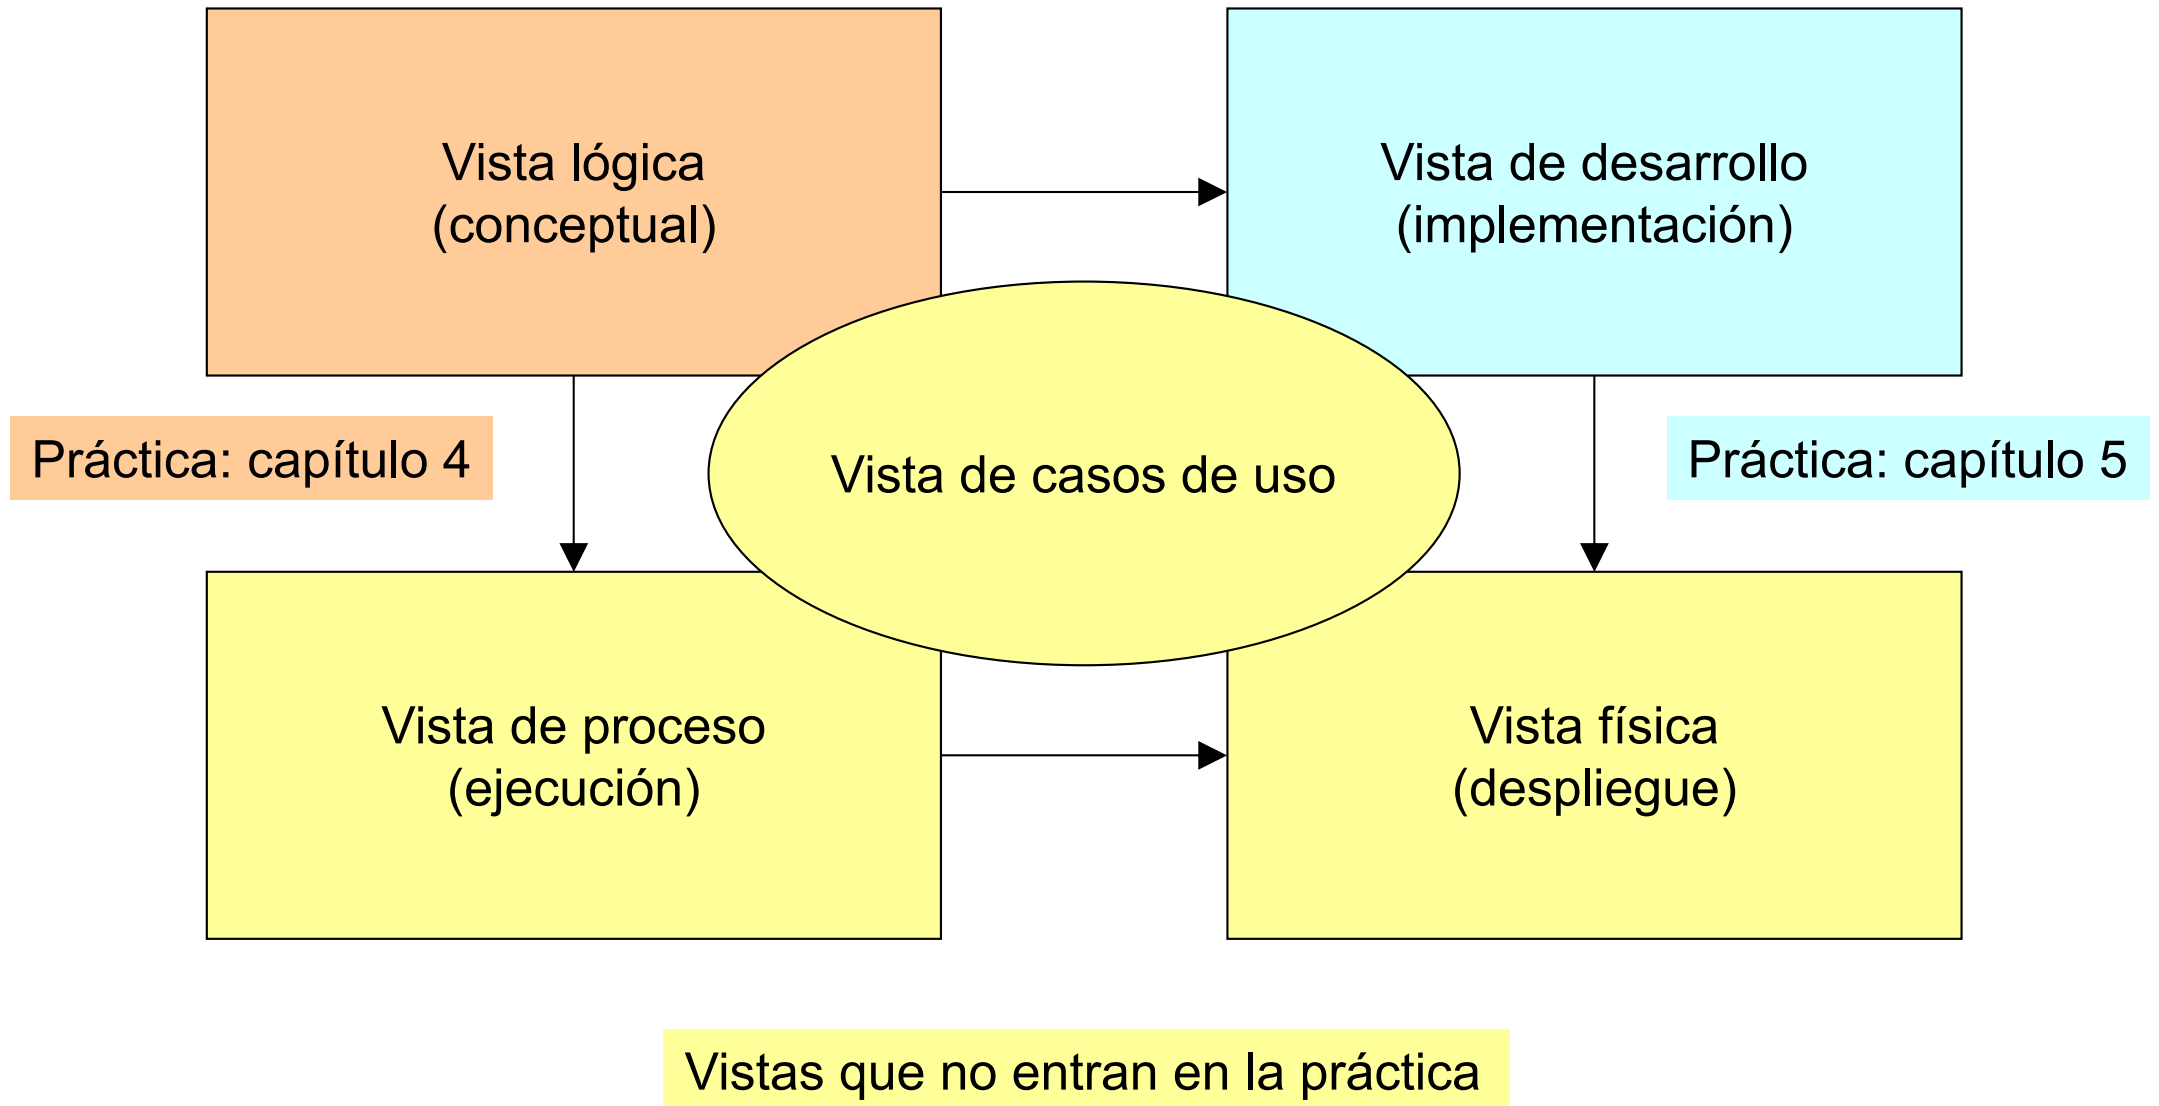 Vista lógica
(conceptual)
Vista de desarrollo
(implementación)
Práctica: capítulo 4
Vista de casos de uso
Práctica: capítulo 5
Vista de proceso
(ejecución)
Vista física
(despliegue)
Vistas que no entran en la práctica